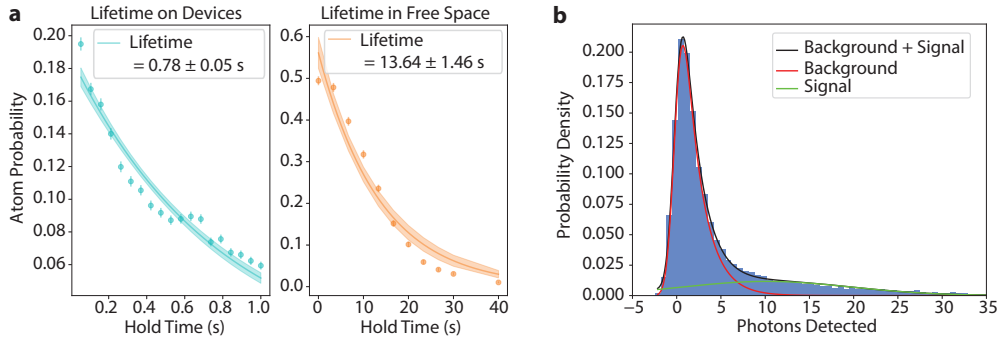 a
Lifetime on Devices
Lifetime
= 0.78 ± 0.05 s
0.20
0.18
0.16
0.14
0.12
0.10
0.08
0.06
Atom Probability
0.2 0.4 0.6 0.8 1.0
Hold Time (s)
Lifetime in Free Space
Lifetime
= 13.64 ± 1.46 s
0.6
0.5
0.4
0.3
0.2
0.1
0.0
0 10 20 30 40
Hold Time (s)
b
Background + Signal
Background
Signal
0.200
0.175
0.150
0.125
0.100
0.075
0.050
0.025
0.000
Probability Density
−5 0 5 10 15 20 25 30 35
Photons Detected